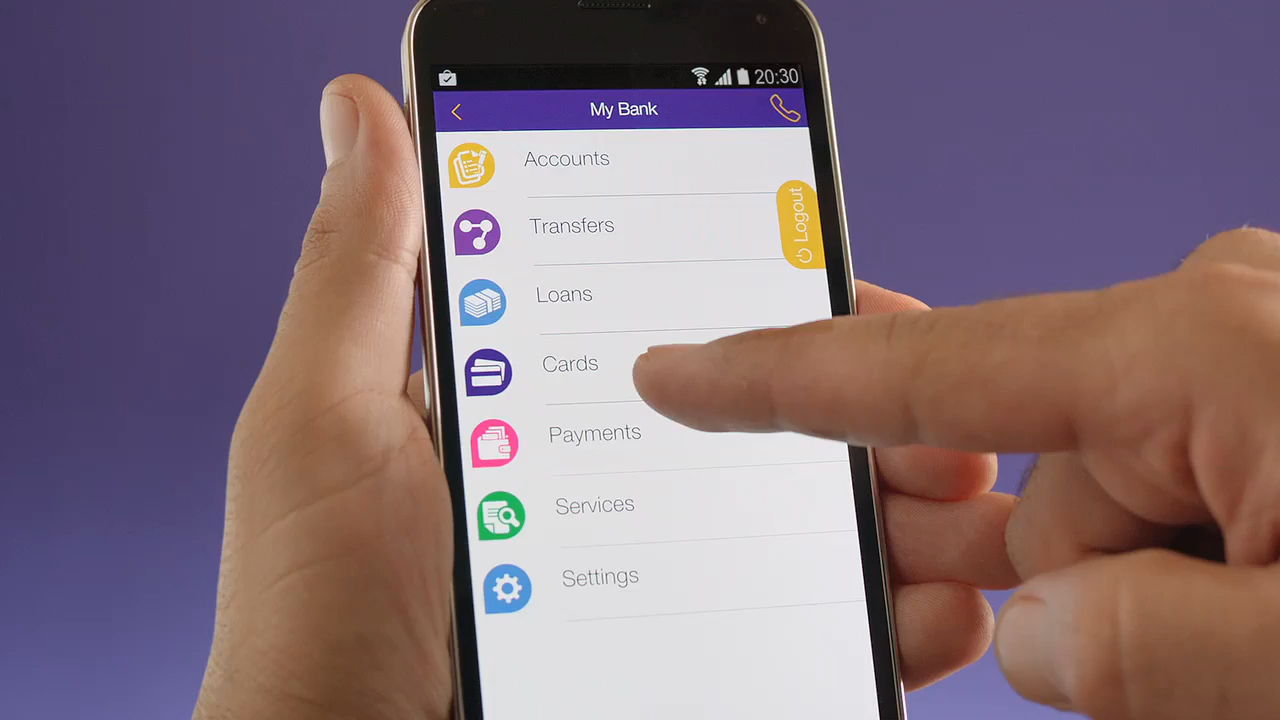 20:30
My Bank
Accounts
Logout
Transfers
Loans
Cards
Payments
Services
Settings